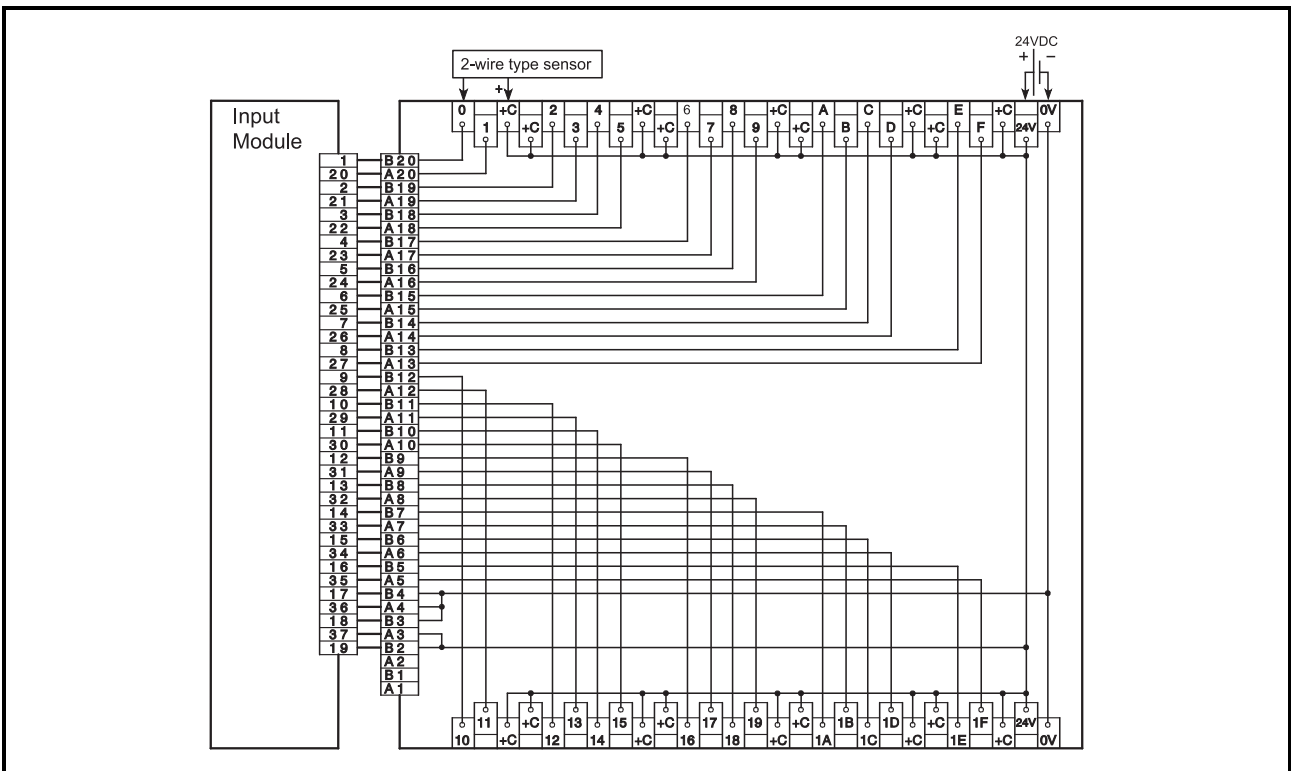 24VDC
+ −
2-wire type sensor
+
Input
Module
0 +C 2 4 +C 6 8 +C A C +C E +C 0V
1 +C 3 5 +C 7 9 +C B D +C F 24V
1 B20
20 A20
2 B19
21 A19
3 B18
22 A18
4 B17
23 A17
5 B16
24 A16
6 B15
25 A15
7 B14
26 A14
8 B13
27 A13
9 B12
28 A12
10 B11
29 A11
11 B10
30 A10
12 B9
31 A9
13 B8
32 A8
14 B7
33 A7
15 B6
34 A6
16 B5
35 A5
17 B4
36 A4
18 B3
37 A3
19 B2
A2
B1
A1
11 +C 13 15 +C 17 19 +C 1B 1D +C 1F 24V
10 +C 12 14 +C 16 18 +C 1A 1C +C 1E +C 0V